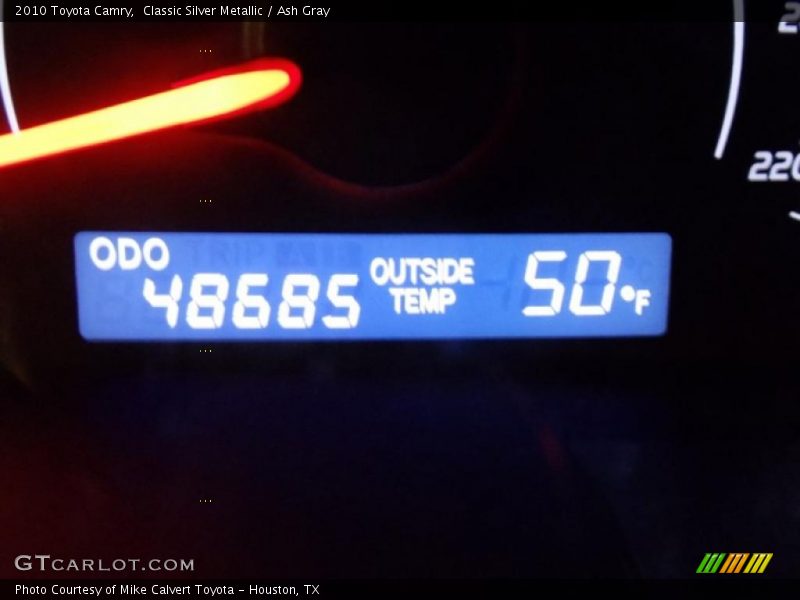 2010 Toyota Camry,  Classic Silver Metallic / Ash Gray
220
ODO
48685
OUTSIDE
TEMP
50°F
GTCARLOT.COM
Photo Courtesy of Mike Calvert Toyota - Houston, TX